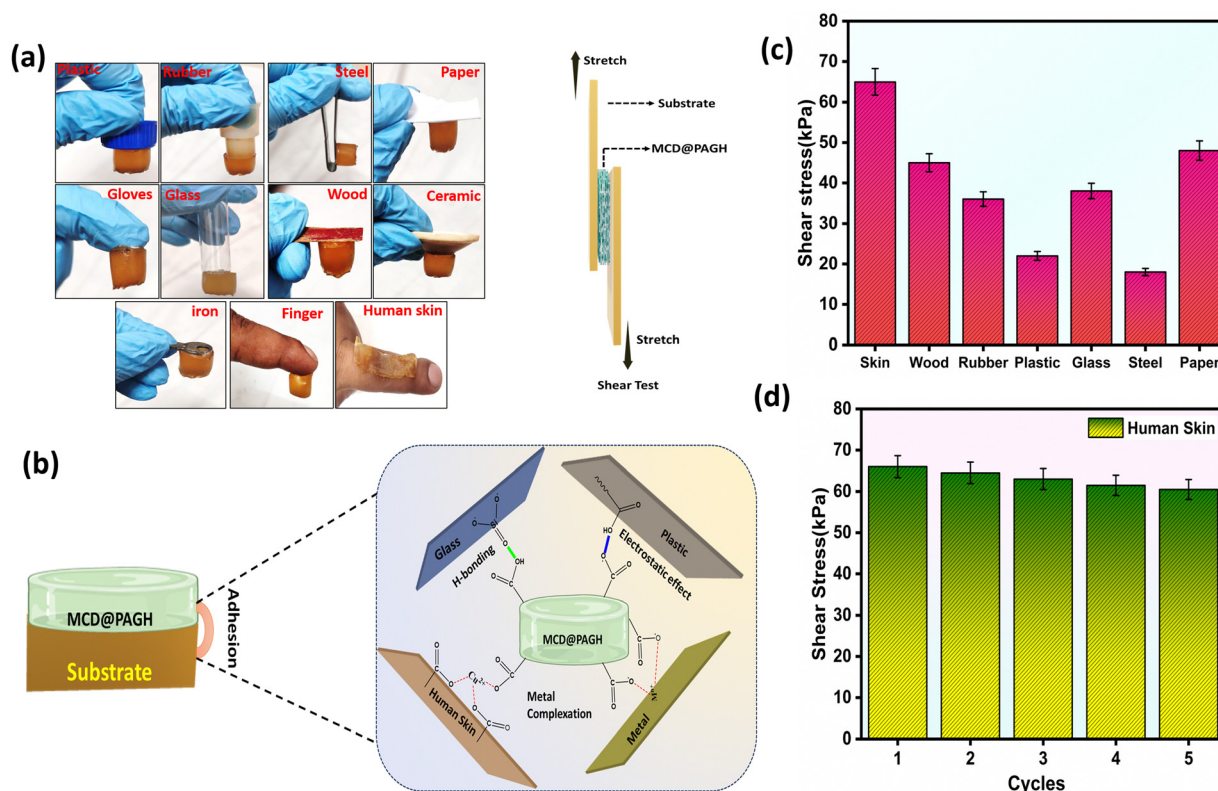 (a)
Plastic
Rubber
Steel
Paper
Gloves
Glass
Wood
Ceramic
iron
Finger
Human skin
Stretch
Substrate
MCD@PAGH
Stretch
Shear Test
(b)
MCD@PAGH
Substrate
Adhesion
Glass
H-bonding
Plastic
Electrostatic effect
MCD@PAGH
Human Skin
Metal
Complexation
Metal
O
OH
O
C
HO
O
C
O
C
O
Cu²⁺
(c)
Shear stress(kPa)
80
70
60
50
40
30
20
10
0
Skin Wood Rubber Plastic Glass Steel Paper
(d)
Shear Stress(kPa)
80
70
60
50
40
30
20
10
0
Human Skin
1 2 3 4 5
Cycles